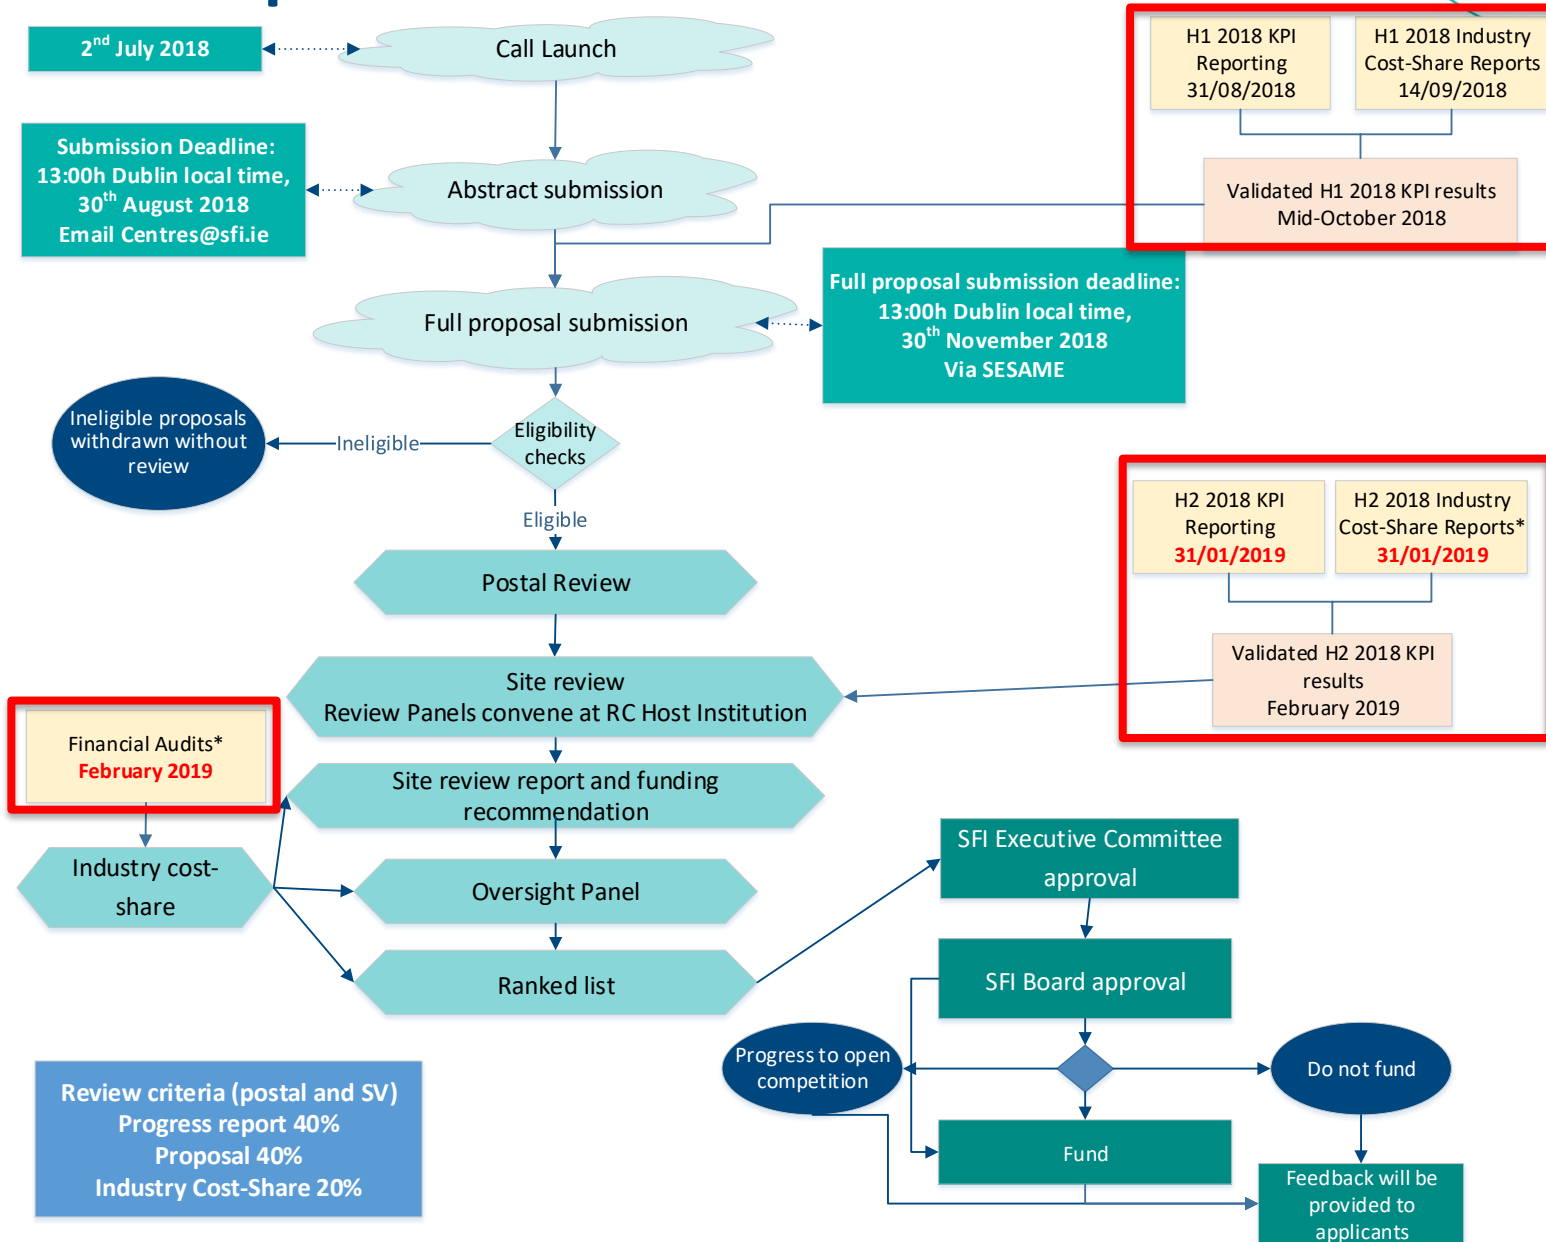 2nd July 2018
Call Launch
H1 2018 KPI
Reporting
31/08/2018
H1 2018 Industry
Cost-Share Reports
14/09/2018
Submission Deadline:
13:00h Dublin local time,
30th August 2018
Email Centres@sfi.ie
Abstract submission
Validated H1 2018 KPI results
Mid-October 2018
Full proposal submission
Full proposal submission deadline:
13:00h Dublin local time,
30th November 2018
Via SESAME
Ineligible proposals
withdrawn without
review
Ineligible
Eligibility
checks
Eligible
H2 2018 KPI
Reporting
31/01/2019
H2 2018 Industry
Cost-Share Reports*
31/01/2019
Postal Review
Validated H2 2018 KPI
results
February 2019
Site review
Review Panels convene at RC Host Institution
Financial Audits*
February 2019
Site review report and funding
recommendation
Industry cost-
share
Oversight Panel
Ranked list
SFI Executive Committee
approval
SFI Board approval
Progress to open
competition
Do not fund
Fund
Feedback will be
provided to
applicants
Review criteria (postal and SV)
Progress report 40%
Proposal 40%
Industry Cost-Share 20%